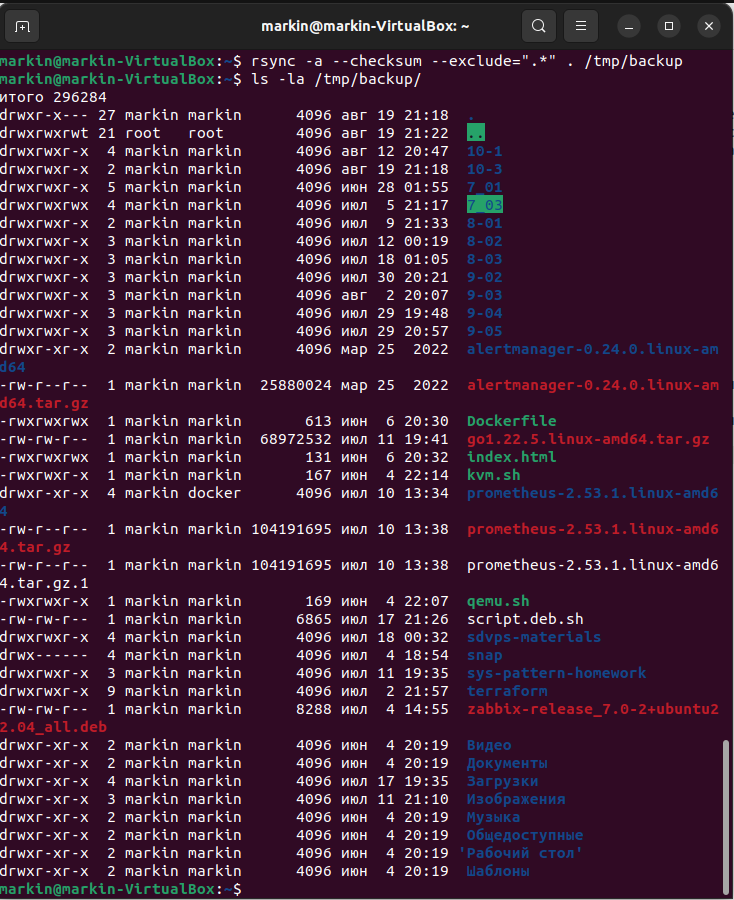 markin@markin-VirtualBox: ~
markin@markin-VirtualBox:~$ rsync -a --checksum --exclude=".*" . /tmp/backup
markin@markin-VirtualBox:~$ ls -la /tmp/backup/
итого 296284
drwxr-x--- 27 markin markin      4096 авг 19 21:18  .
drwxrwxrwt 21 root   root        4096 авг 19 21:22  ..
drwxrwxr-x  4 markin markin      4096 авг 12 20:47  10-1
drwxrwxr-x  2 markin markin      4096 авг 19 21:18  10-3
drwxrwxr-x  5 markin markin      4096 июн 28 01:55  7_01
drwxrwxrwx  4 markin markin      4096 июл  5 21:17  7_03
drwxrwxr-x  2 markin markin      4096 июл  9 21:33  8-01
drwxrwxr-x  3 markin markin      4096 июл 12 00:19  8-02
drwxrwxr-x  3 markin markin      4096 июл 18 01:05  8-03
drwxrwxr-x  3 markin markin      4096 июл 30 20:21  9-02
drwxrwxr-x  3 markin markin      4096 авг  2 20:07  9-03
drwxrwxr-x  3 markin markin      4096 июл 29 19:48  9-04
drwxrwxr-x  3 markin markin      4096 июл 29 20:57  9-05
drwxr-xr-x  2 markin markin      4096 мар 25  2022  alertmanager-0.24.0.linux-am
d64
-rw-r--r--  1 markin markin  25880024 мар 25  2022  alertmanager-0.24.0.linux-am
d64.tar.gz
-rwxrwxrwx  1 markin markin       613 июн  6 20:30  Dockerfile
-rw-rw-r--  1 markin markin  68972532 июл 11 19:41  go1.22.5.linux-amd64.tar.gz
-rwxrwxrwx  1 markin markin       131 июн  6 20:32  index.html
-rwxrwxr-x  1 markin markin       167 июн  4 22:14  kvm.sh
drwxr-xr-x  4 markin docker      4096 июл 10 13:34  prometheus-2.53.1.linux-amd6
4
-rw-r--r--  1 markin markin 104191695 июл 10 13:38  prometheus-2.53.1.linux-amd6
4.tar.gz
-rw-r--r--  1 markin markin 104191695 июл 10 13:38  prometheus-2.53.1.linux-amd6
4.tar.gz.1
-rwxrwxr-x  1 markin markin       169 июн  4 22:07  qemu.sh
-rw-rw-r--  1 markin markin      6865 июл 17 21:26  script.deb.sh
drwxrwxr-x  4 markin markin      4096 июл 18 00:32  sdvps-materials
drwx------  4 markin markin      4096 июл  4 18:54  snap
drwxrwxr-x  3 markin markin      4096 июл 11 19:35  sys-pattern-homework
drwxrwxr-x  9 markin markin      4096 июл  2 21:57  terraform
-rw-rw-r--  1 markin markin      8288 июл  4 14:55  zabbix-release_7.0-2+ubuntu2
2.04_all.deb
drwxr-xr-x  2 markin markin      4096 июн  4 20:19  Видео
drwxr-xr-x  2 markin markin      4096 июн  4 20:19  Документы
drwxr-xr-x  4 markin markin      4096 июл 17 19:35  Загрузки
drwxr-xr-x  3 markin markin      4096 июл 11 21:10  Изображения
drwxr-xr-x  2 markin markin      4096 июн  4 20:19  Музыка
drwxr-xr-x  2 markin markin      4096 июн  4 20:19  Общедоступные
drwxr-xr-x  2 markin markin      4096 июн  4 20:19 'Рабочий стол'
drwxr-xr-x  2 markin markin      4096 июн  4 20:19  Шаблоны
markin@markin-VirtualBox:~$